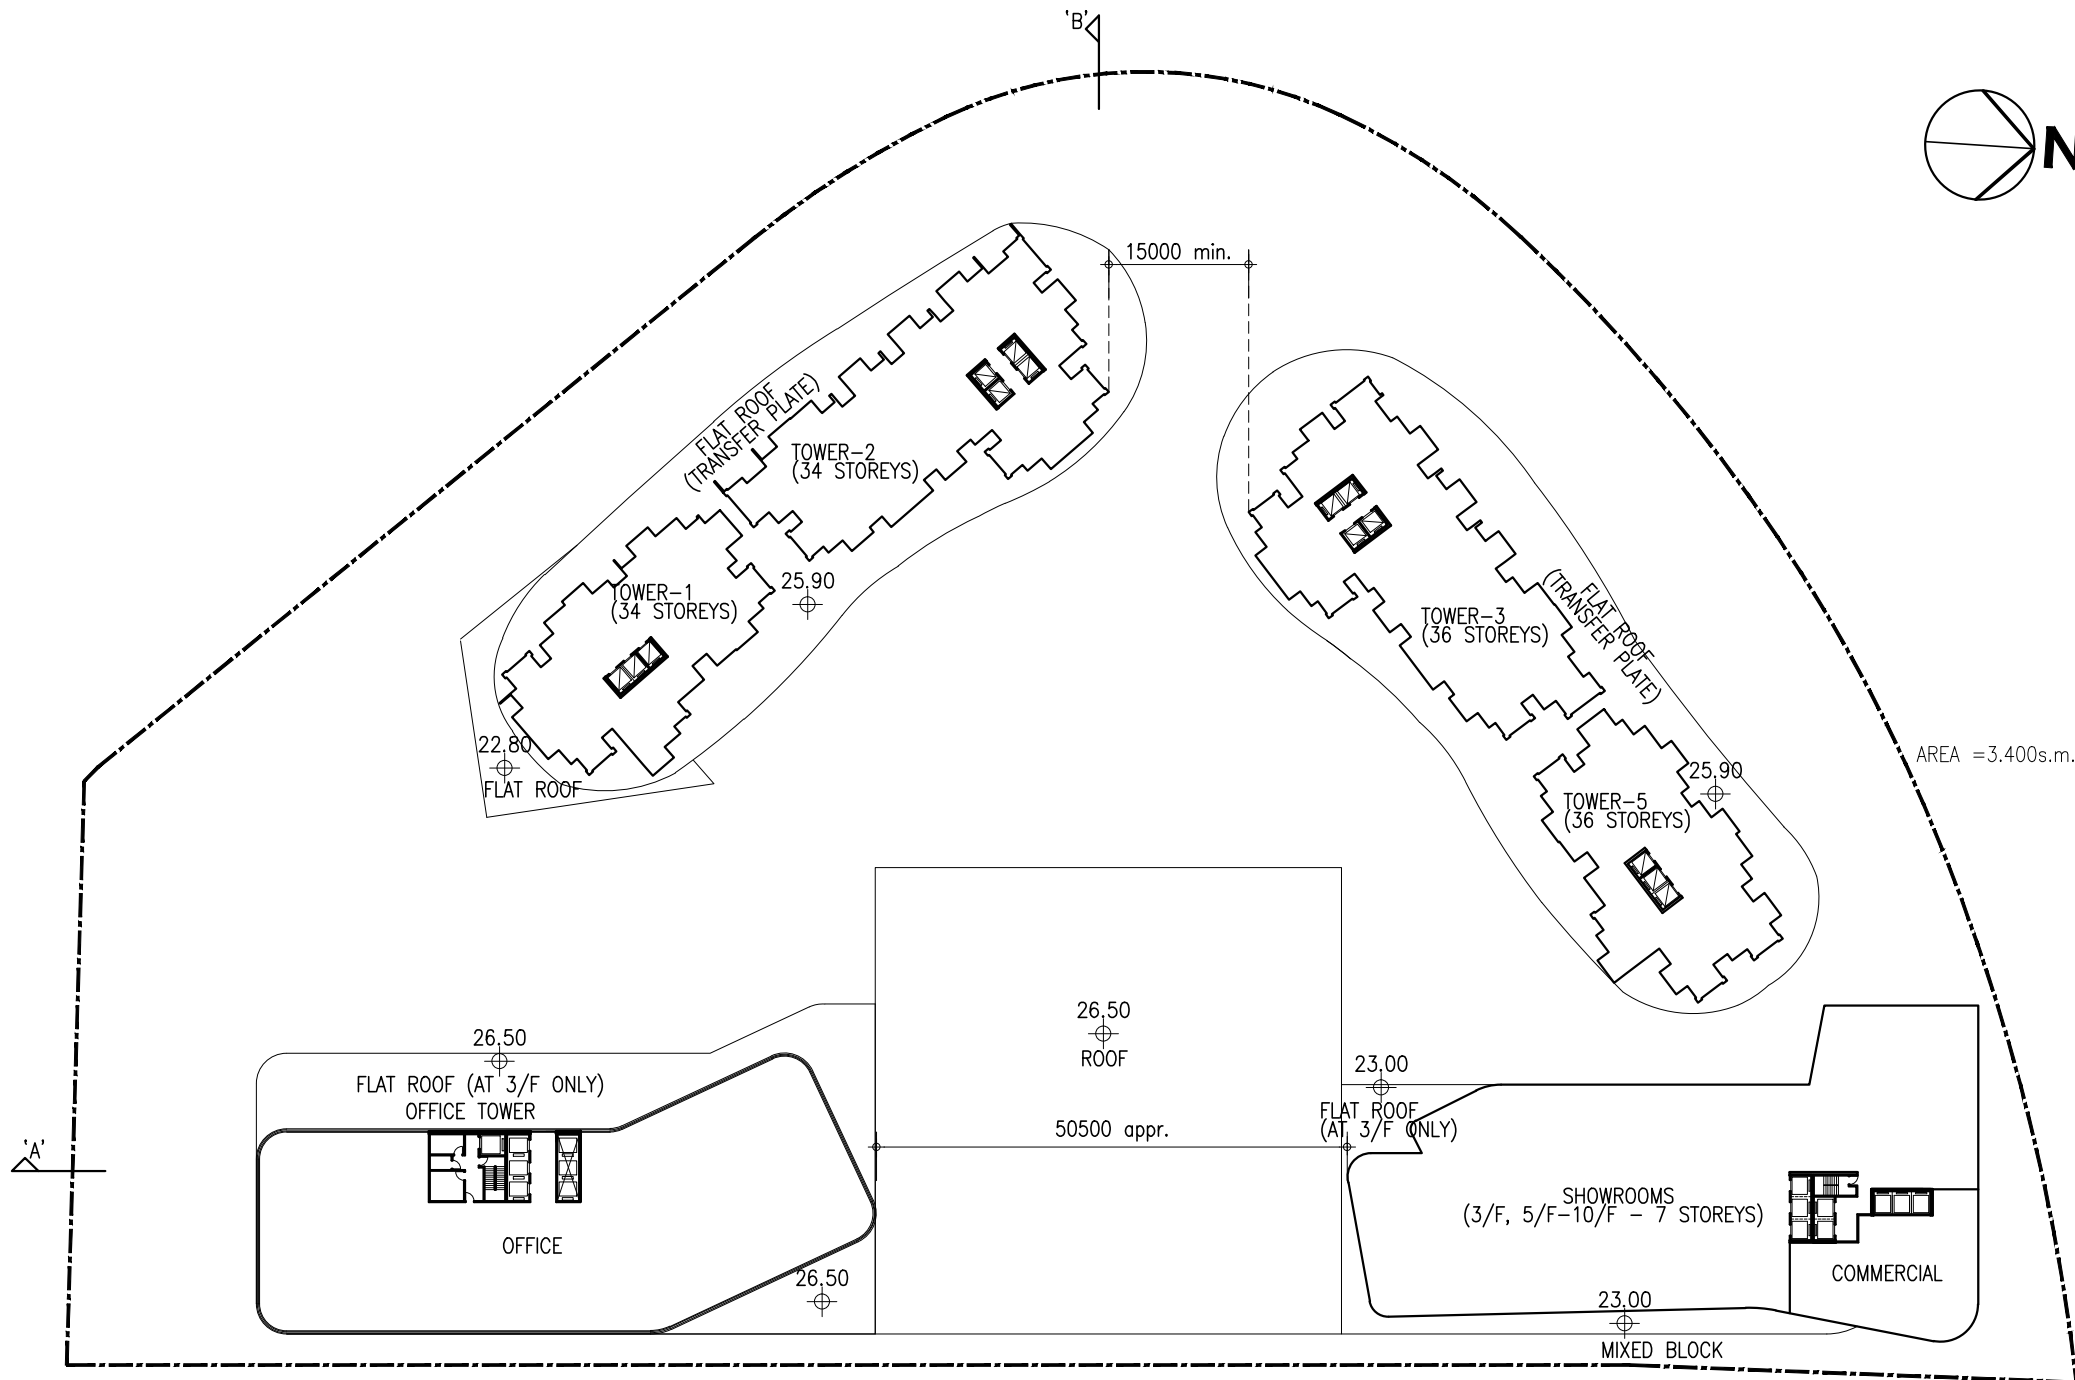 'B'
N
15000 min.
FLAT ROOF
(TRANSFER PLATE)
TOWER-2
(34 STOREYS)
TOWER-1
(34 STOREYS)
25.90
FLAT ROOF
(TRANSFER PLATE)
TOWER-3
(36 STOREYS)
22.80
FLAT ROOF
AREA =3.400s.m.
25.90
TOWER-5
(36 STOREYS)
26.50
ROOF
26.50
FLAT ROOF (AT 3/F ONLY)
OFFICE TOWER
23.00
FLAT ROOF
(AT 3/F ONLY)
50500 appr.
'A'
SHOWROOMS
(3/F, 5/F-10/F - 7 STOREYS)
OFFICE
COMMERCIAL
26.50
23.00
MIXED BLOCK